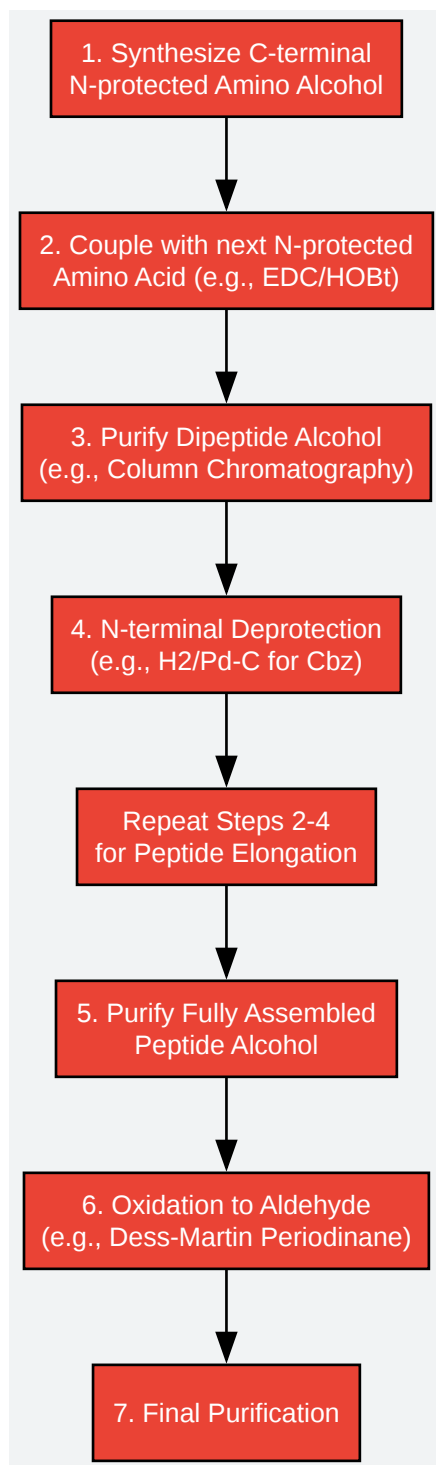 1. Synthesize C-terminal
N-protected Amino Alcohol
2. Couple with next N-protected
Amino Acid (e.g., EDC/HOBt)
3. Purify Dipeptide Alcohol
(e.g., Column Chromatography)
4. N-terminal Deprotection
(e.g., H2/Pd-C for Cbz)
Repeat Steps 2-4
for Peptide Elongation
5. Purify Fully Assembled
Peptide Alcohol
6. Oxidation to Aldehyde
(e.g., Dess-Martin Periodinane)
7. Final Purification